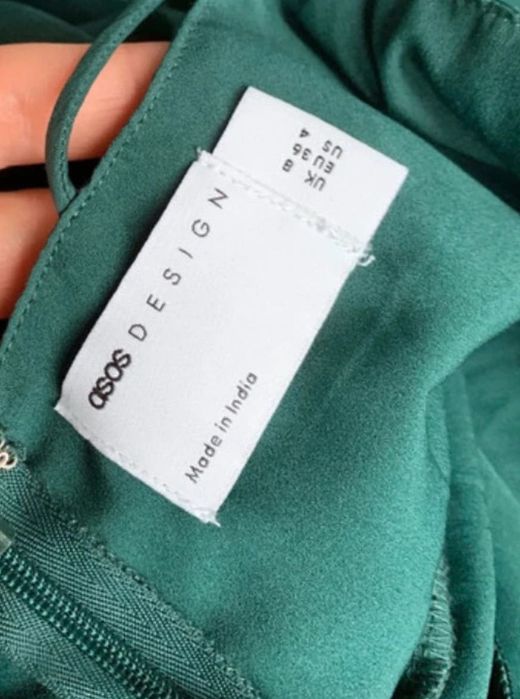 asos DESIGN
Made in India
UK 8
EU 36
US 4